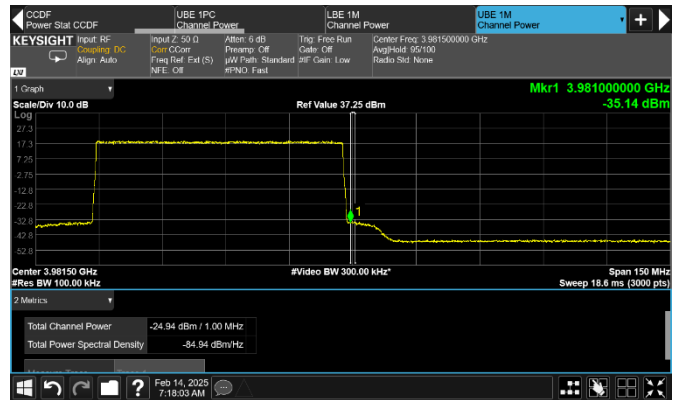 CCDF
Power Stat CCDF
UBE 1PC
Channel Power
LBE 1M
Channel Power
UBE 1M
Channel Power
KEYSIGHT
Input: RF
Coupling: DC
Align: Auto
Input Z: 50 Ω
Corr CCorr
Freq Ref: Ext (S)
NFE: Off
Atten: 6 dB
Preamp: Off
µW Path: Standard
#PNO: Fast
Trig: Free Run
Gate: Off
#IF Gain: Low
Center Freq: 3.981500000 GHz
Avg|Hold: 95/100
Radio Std: None
LXI
1 Graph
Mkr1 3.981000000 GHz
Scale/Div 10.0 dB
Ref Value 37.25 dBm
-35.14 dBm
Log
27.3
17.3
7.25
-2.75
-12.8
-22.8
-32.8
-42.8
-52.8
1
Center 3.98150 GHz
#Video BW 300.00 kHz*
Span 150 MHz
#Res BW 100.00 kHz
Sweep 18.6 ms (3000 pts)
2 Metrics
Total Channel Power
-24.94 dBm / 1.00 MHz
Total Power Spectral Density
-84.94 dBm/Hz
?
Feb 14, 2025
7:18:03 AM